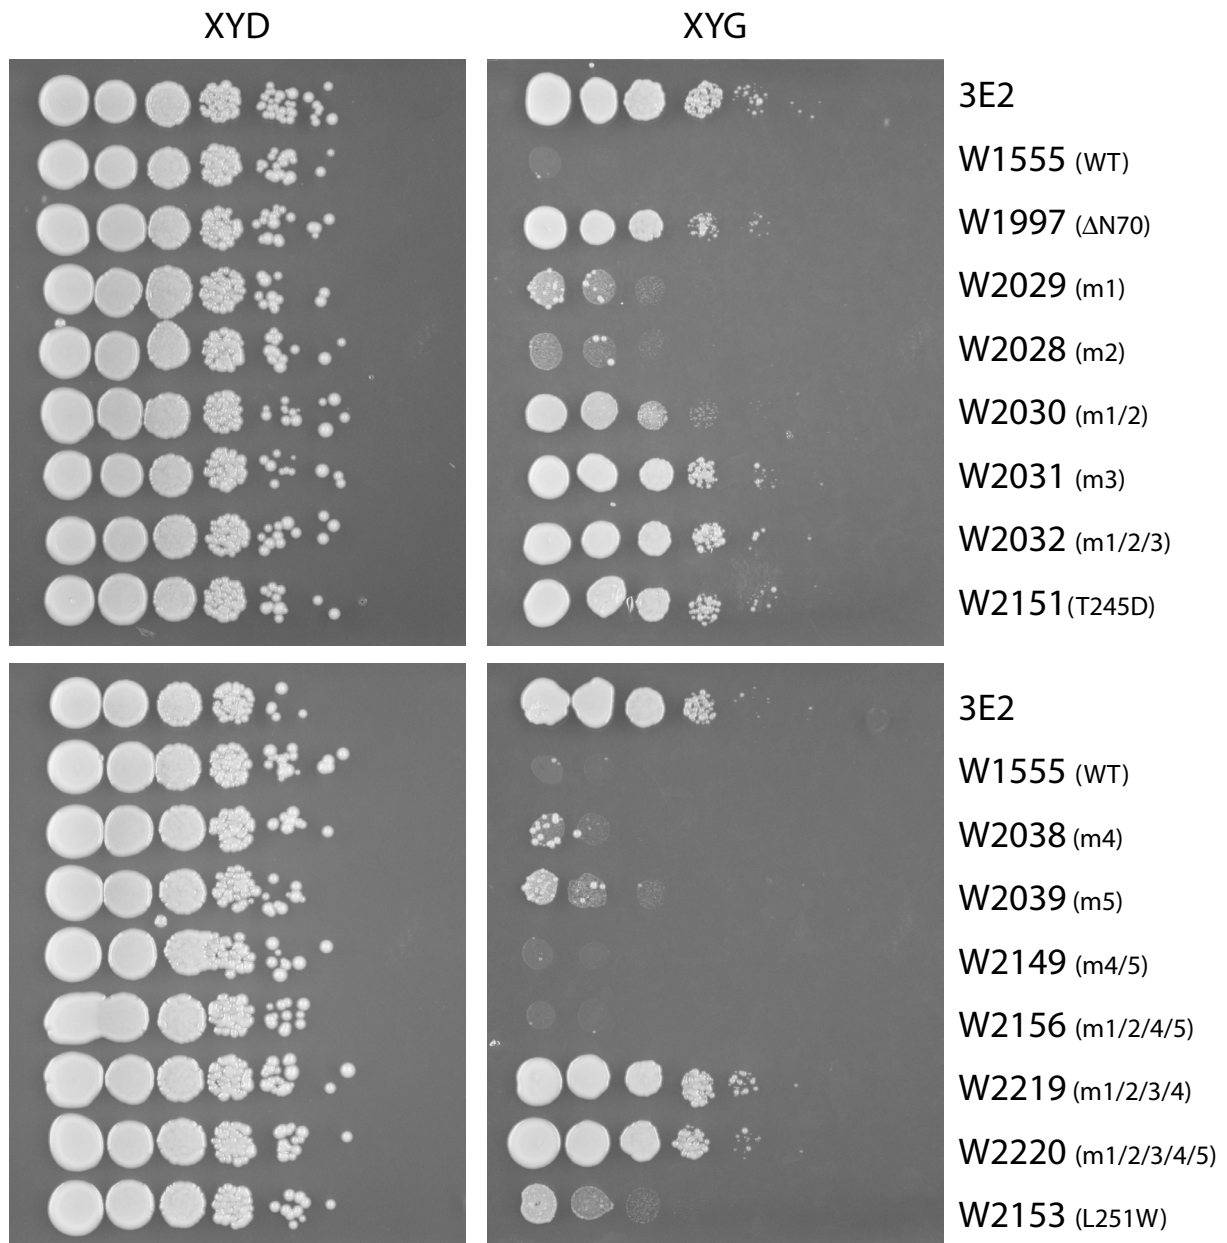 XYD XYG
3E2
W1555 (WT)
W1997 (ΔN70)
W2029 (m1)
W2028 (m2)
W2030 (m1/2)
W2031 (m3)
W2032 (m1/2/3)
W2151(T245D)
3E2
W1555 (WT)
W2038 (m4)
W2039 (m5)
W2149 (m4/5)
W2156 (m1/2/4/5)
W2219 (m1/2/3/4)
W2220 (m1/2/3/4/5)
W2153 (L251W)